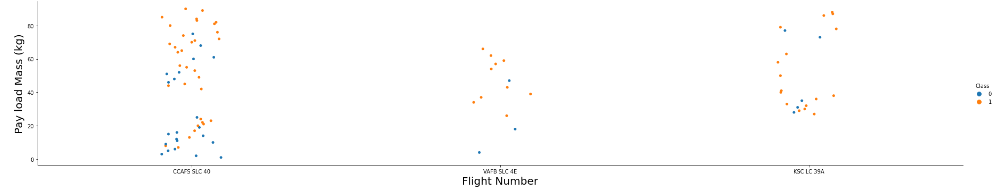 Pay load Mass (kg)
80
60
40
20
0
CCAFS SLC 40
VAFB SLC 4E
KSC LC 39A
Flight Number
Class
0
1